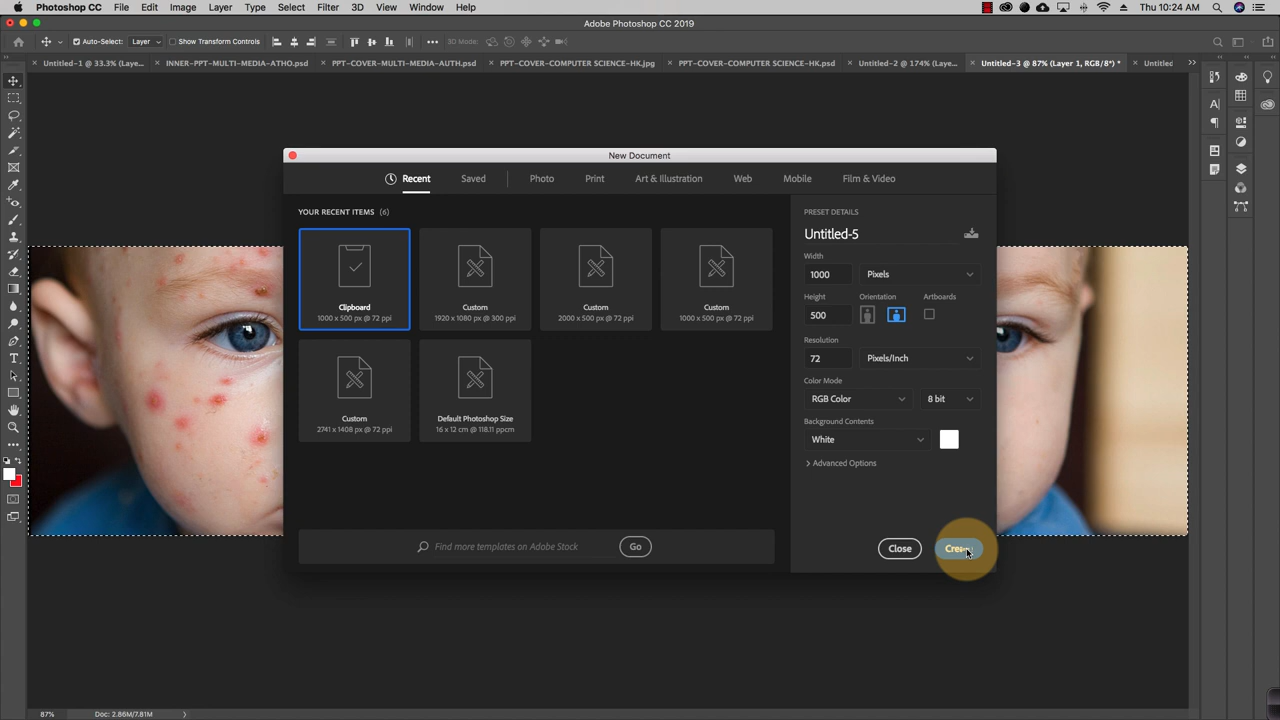 Photoshop CC File Edit Image Layer Type Select Filter 3D View Window Help Thu 10:24 AM
Adobe Photoshop CC 2019
Auto-Select: Layer Show Transform Controls 3D Mode:
Untitled-1 @ 33.3% (Laye... INNER-PPT-MULTI-MEDIA-ATHO.psd PPT-COVER-MULTI-MEDIA-AUTH.psd PPT-COVER-COMPUTER SCIENCE-HK.jpg PPT-COVER-COMPUTER SCIENCE-HK.psd Untitled-2 @ 174% (Laye... Untitled-3 @ 87% (Layer 1, RGB/8*) * Untitled
New Document
Recent Saved Photo Print Art & Illustration Web Mobile Film & Video
YOUR RECENT ITEMS (6)
Clipboard
1000 x 500 px @ 72 ppi
Custom
1920 x 1080 px @ 300 ppi
Custom
2000 x 500 px @ 72 ppi
Custom
1000 x 500 px @ 72 ppi
Custom
2741 x 1408 px @ 72 ppi
Default Photoshop Size
16 x 12 cm @ 118.11 ppcm
Find more templates on Adobe Stock Go
PRESET DETAILS
Untitled-5
Width
1000 Pixels
Height Orientation Artboards
500
Resolution
72 Pixels/Inch
Color Mode
RGB Color 8 bit
Background Contents
White
Advanced Options
Close
87% Doc: 2.86M/7.81M